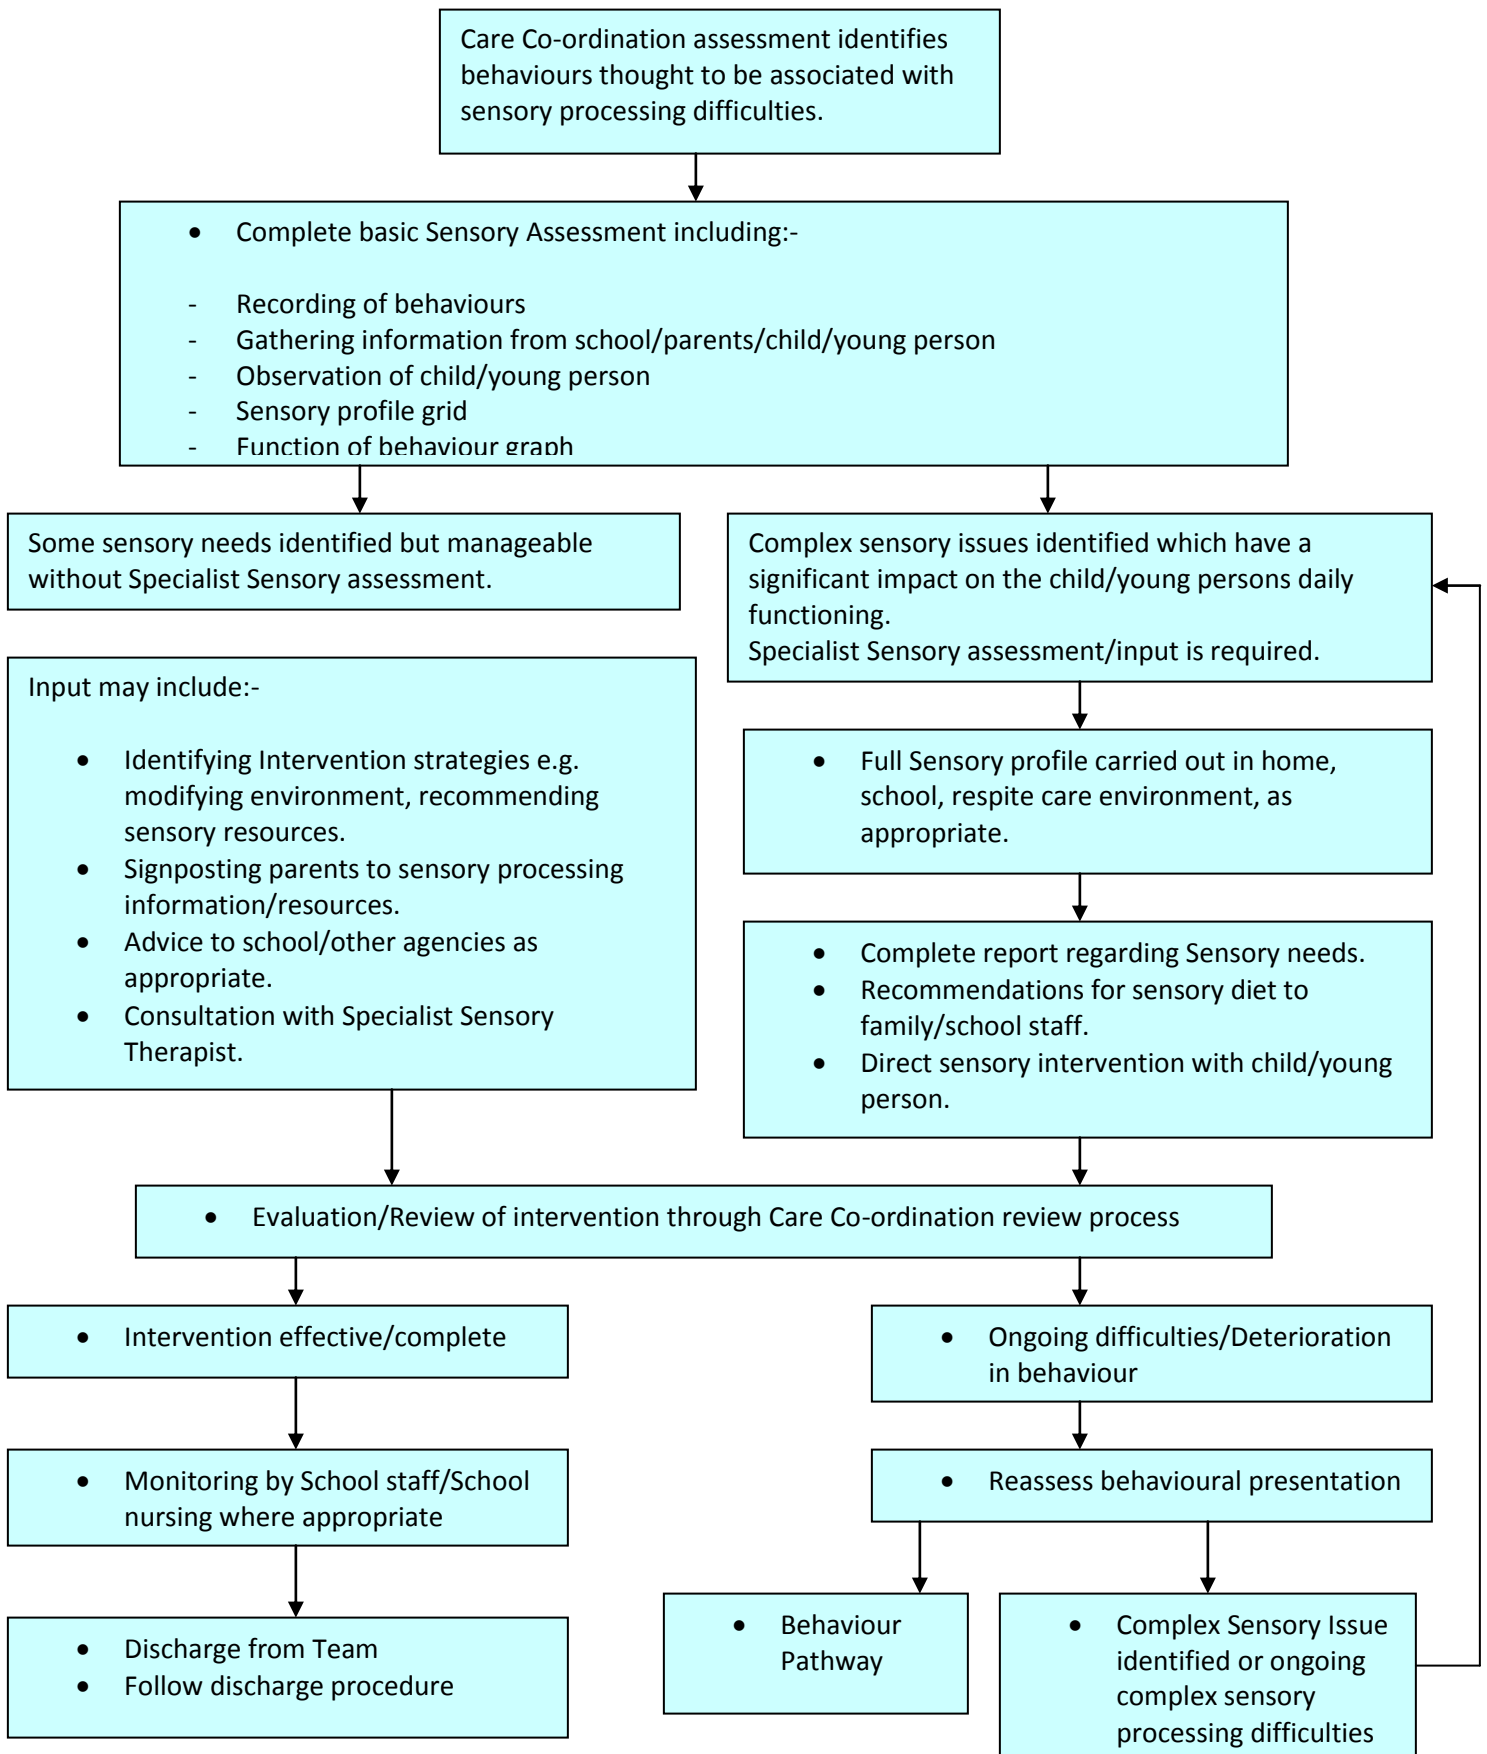 Care Co-ordination assessment identifies
behaviours thought to be associated with
sensory processing difficulties.
• Complete basic Sensory Assessment including:-
- Recording of behaviours
- Gathering information from school/parents/child/young person
- Observation of child/young person
- Sensory profile grid
- Function of behaviour graph
Some sensory needs identified but manageable
without Specialist Sensory assessment.
Complex sensory issues identified which have a
significant impact on the child/young persons daily
functioning.
Specialist Sensory assessment/input is required.
Input may include:-
• Identifying Intervention strategies e.g.
modifying environment, recommending
sensory resources.
• Signposting parents to sensory processing
information/resources.
• Advice to school/other agencies as
appropriate.
• Consultation with Specialist Sensory
Therapist.
• Full Sensory profile carried out in home,
school, respite care environment, as
appropriate.
• Complete report regarding Sensory needs.
• Recommendations for sensory diet to
family/school staff.
• Direct sensory intervention with child/young
person.
• Evaluation/Review of intervention through Care Co-ordination review process
• Intervention effective/complete
• Ongoing difficulties/Deterioration
in behaviour
• Monitoring by School staff/School
nursing where appropriate
• Reassess behavioural presentation
• Discharge from Team
• Follow discharge procedure
• Behaviour
Pathway
• Complex Sensory Issue
identified or ongoing
complex sensory
processing difficulties